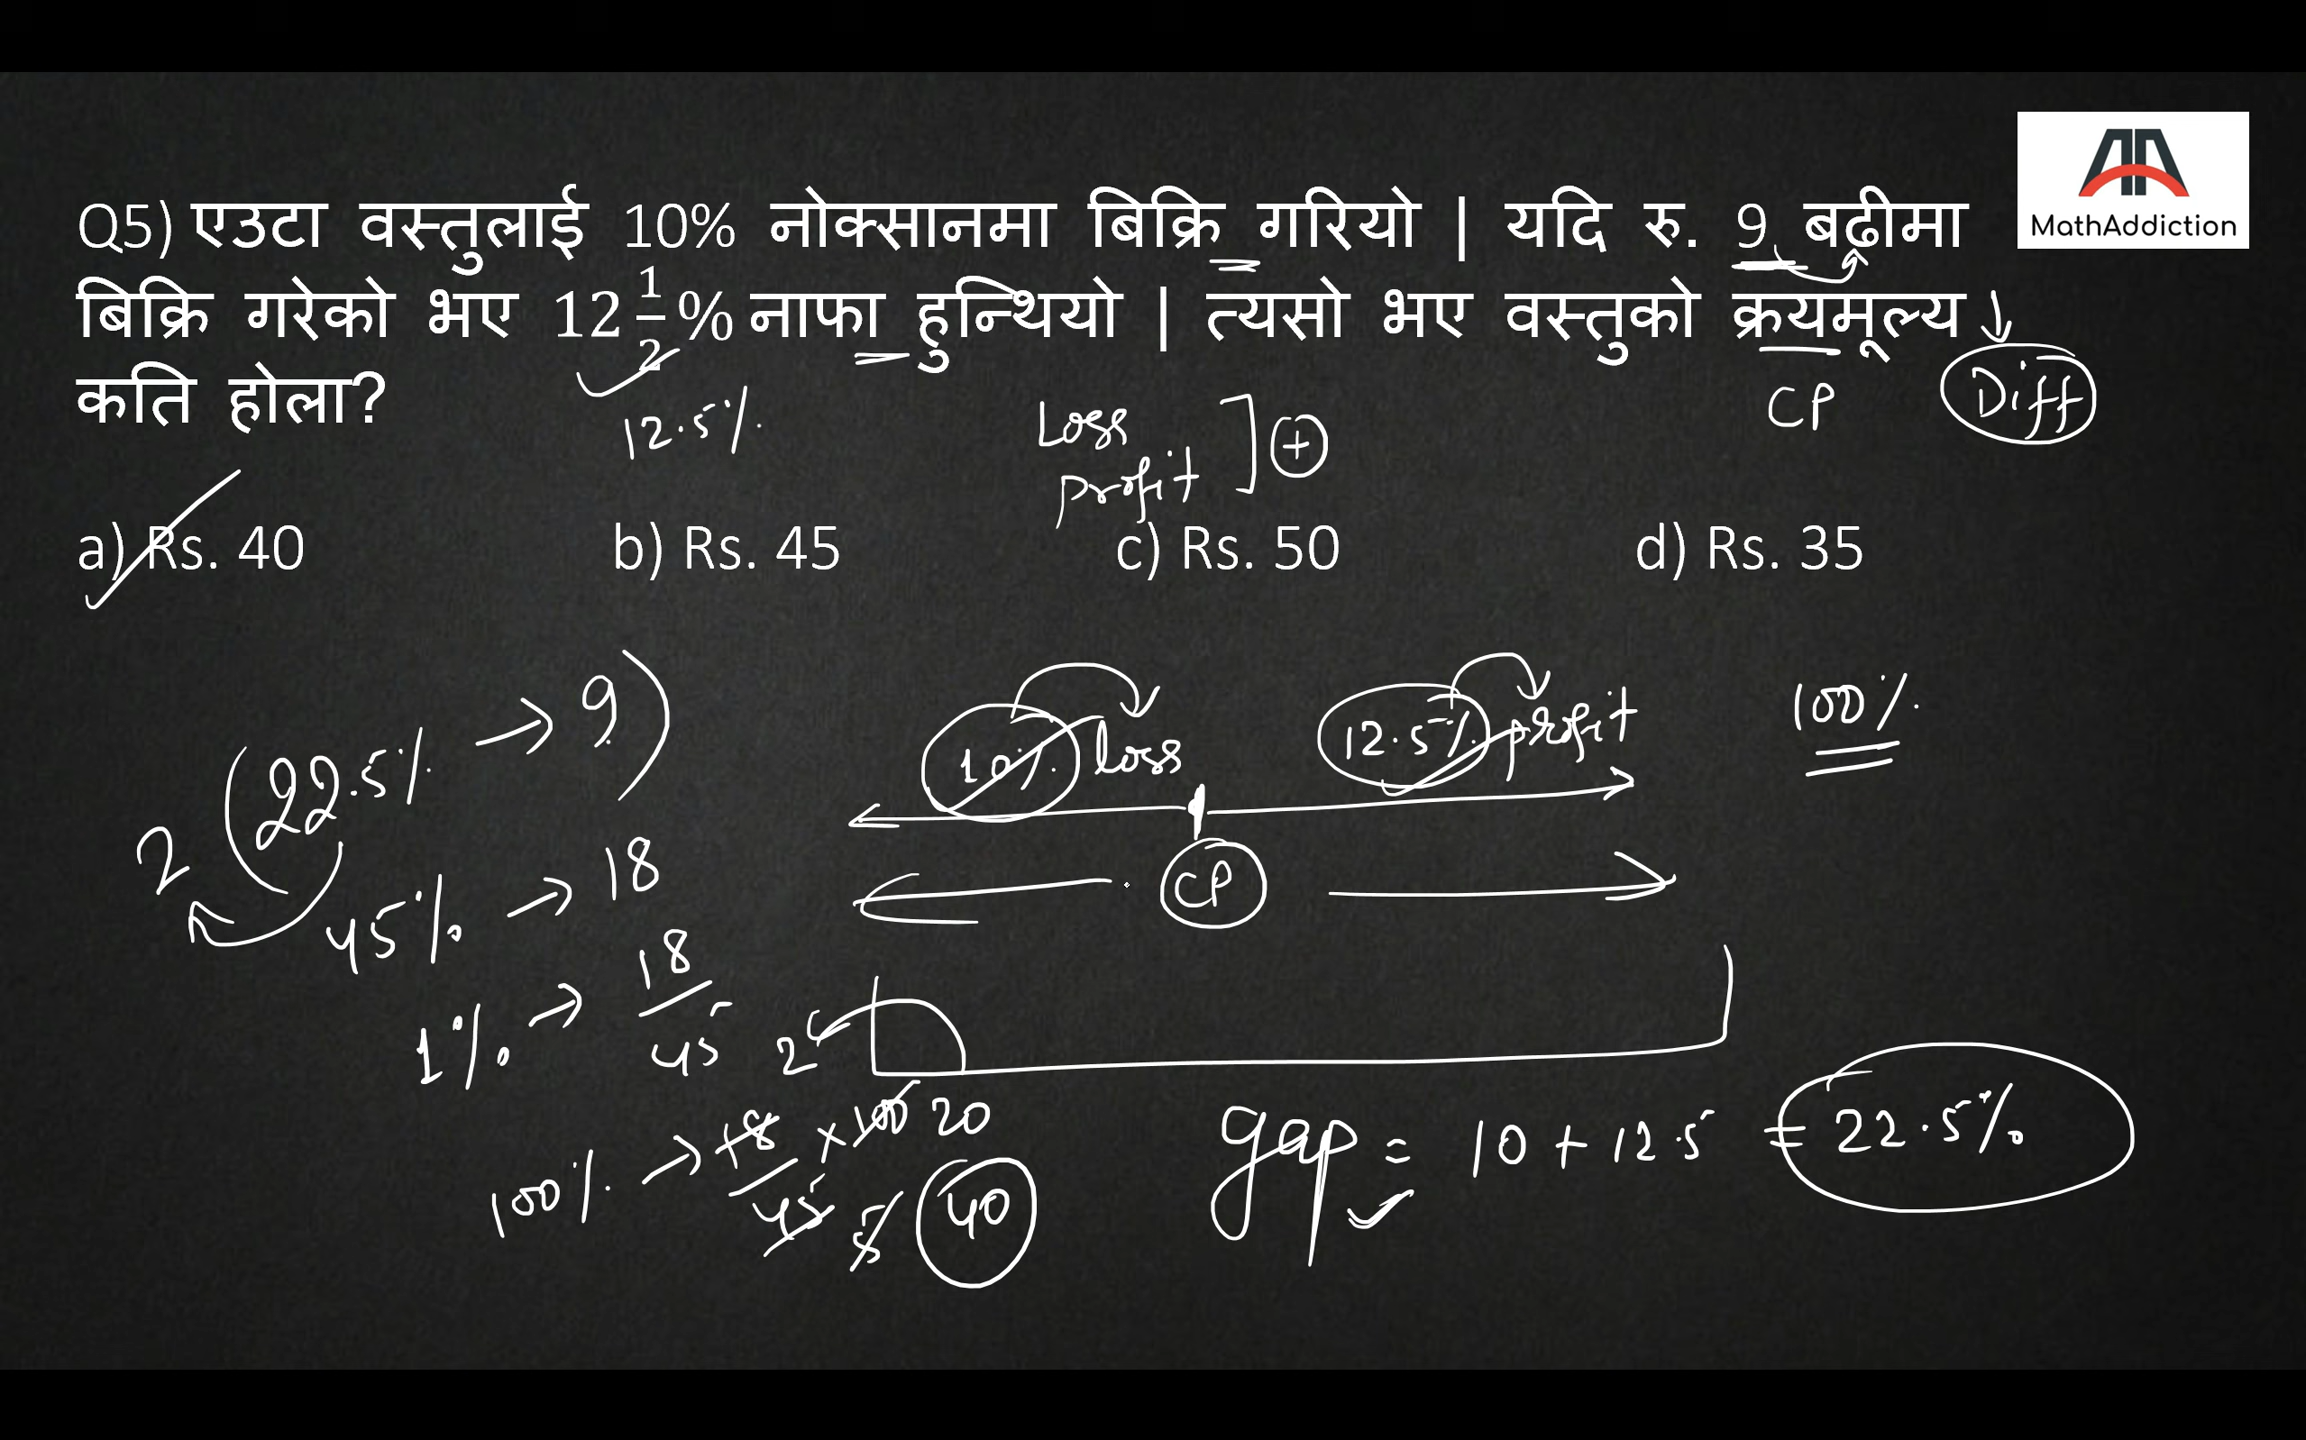 MathAddiction
Q5) एउटा वस्तुलाई 10% नोक्सानमा बिक्रि गरियो | यदि रु. 9 बढ़ीमा
बिक्रि गरेको भए 12 1/2 % नाफा हुन्थियो | त्यसो भए वस्तुको क्रयमूल्य
कति होला?
12.5%
Loss
Profit
+
CP
Diff
a) Rs. 40 b) Rs. 45 c) Rs. 50 d) Rs. 35
2 (22.5% → 9)
45% → 18
1% → 18/45
100% → 18/45 × 100 20
2
5
40
10% loss
12.5% profit
100%
CP
gap = 10 + 12.5 = 22.5%